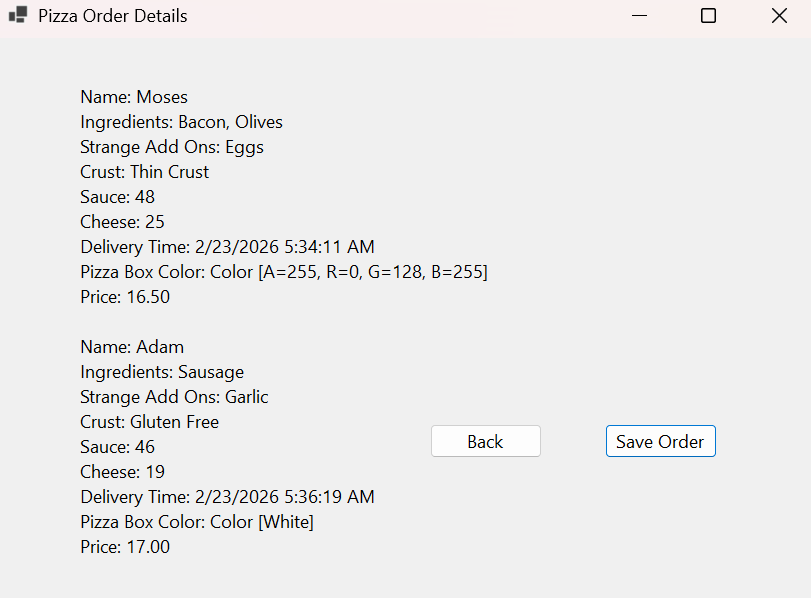 Pizza Order Details
Name: Moses
Ingredients: Bacon, Olives
Strange Add Ons: Eggs
Crust: Thin Crust
Sauce: 48
Cheese: 25
Delivery Time: 2/23/2026 5:34:11 AM
Pizza Box Color: Color [A=255, R=0, G=128, B=255]
Price: 16.50
Name: Adam
Ingredients: Sausage
Strange Add Ons: Garlic
Crust: Gluten Free
Sauce: 46
Cheese: 19
Delivery Time: 2/23/2026 5:36:19 AM
Pizza Box Color: Color [White]
Price: 17.00
Back
Save Order